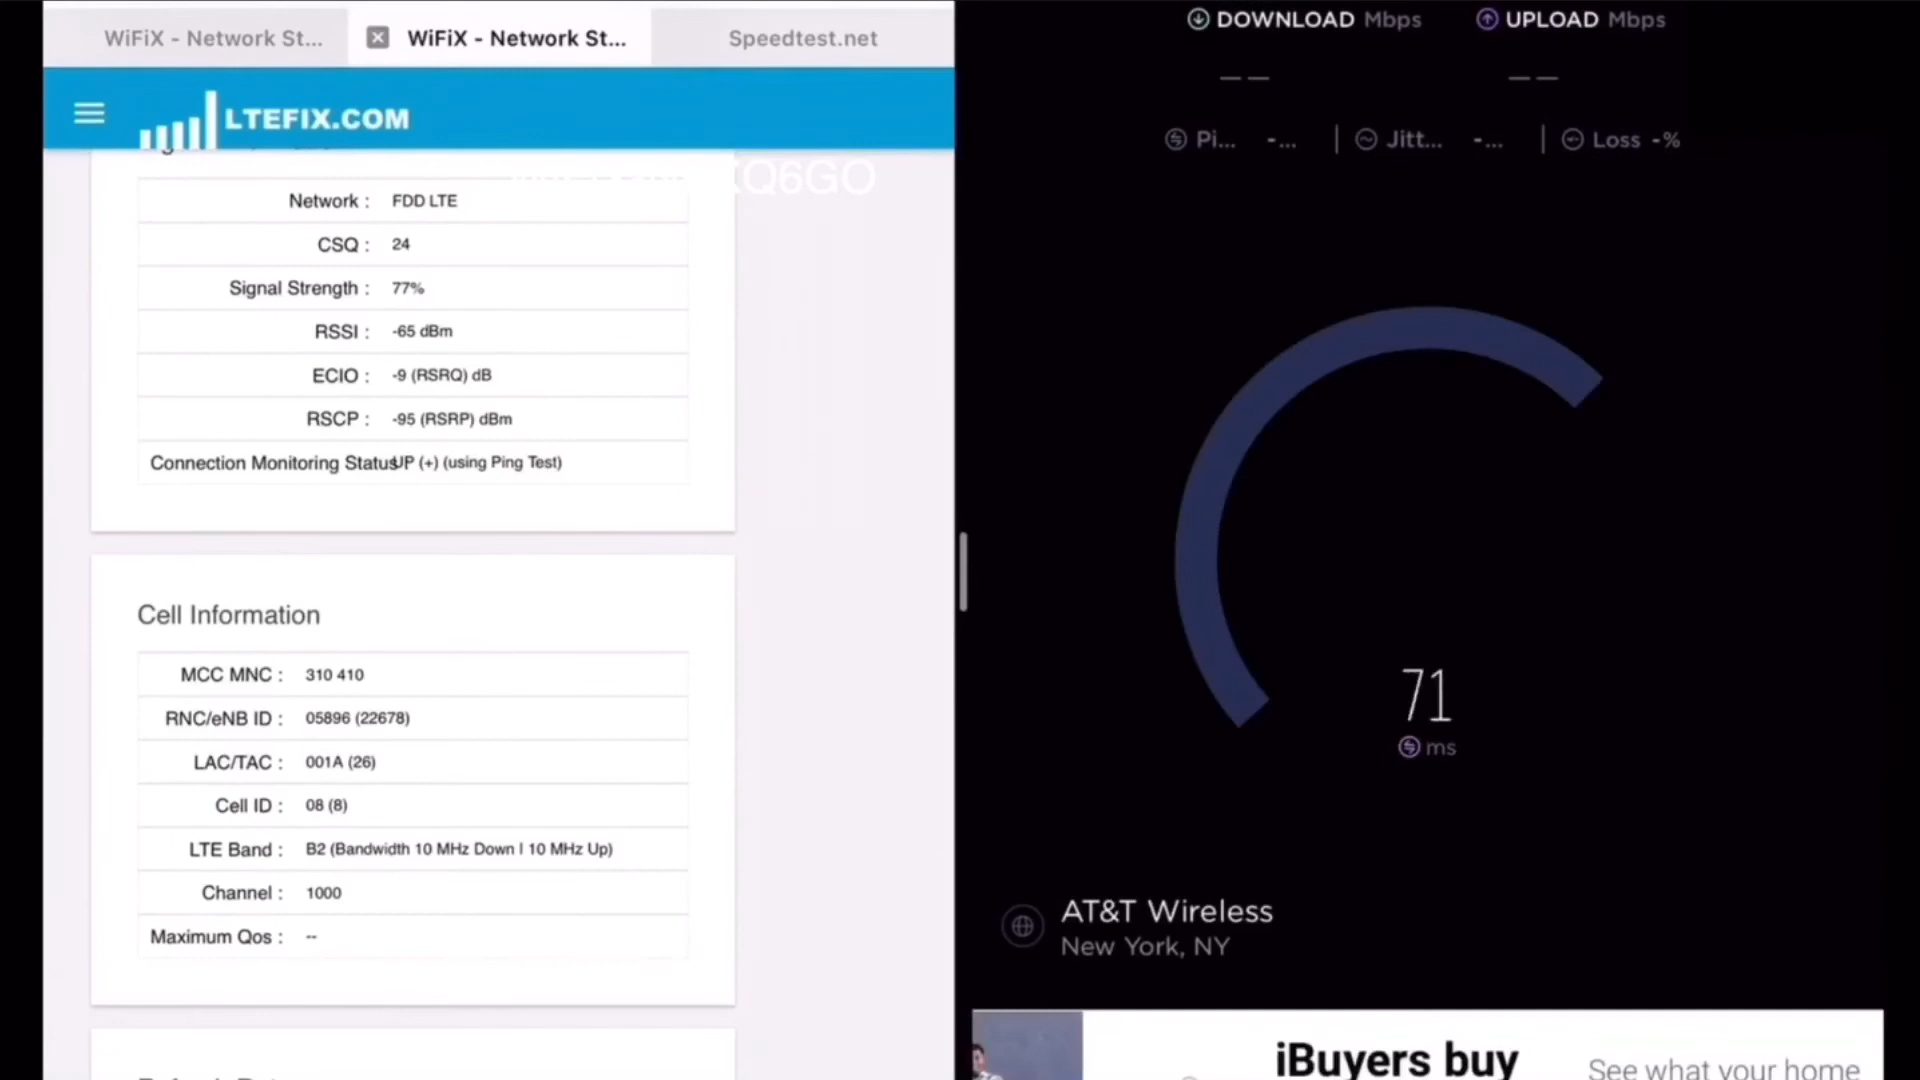 WiFiX - Network St...
WiFiX - Network St...
Speedtest.net
LTEFIX.COM
Q6GO
Network : FDD LTE
CSQ : 24
Signal Strength : 77%
RSSI : -65 dBm
ECIO : -9 (RSRQ) dB
RSCP : -95 (RSRP) dBm
Connection Monitoring Status UP (+) (using Ping Test)
Cell Information
MCC MNC : 310 410
RNC/eNB ID : 05896 (22678)
LAC/TAC : 001A (26)
Cell ID : 08 (8)
LTE Band : B2 (Bandwidth 10 MHz Down | 10 MHz Up)
Channel : 1000
Maximum Qos : --
DOWNLOAD Mbps
UPLOAD Mbps
— —
— —
Pi... -...
Jitt... -...
Loss -%
71
ms
AT&T Wireless
New York, NY
iBuyers buy
See what your home